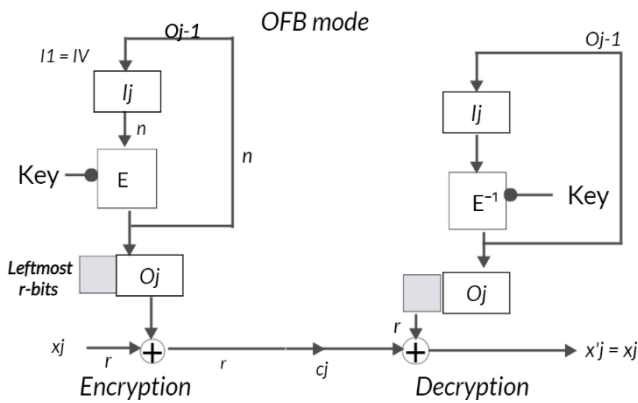 OFB mode
Oj-1
I1 = IV
Ij
n
n
Key
E
Leftmost
r-bits
Oj
xj
r
r
cj
Encryption
Oj-1
Ij
E⁻¹
Key
Oj
r
x'j = xj
Decryption